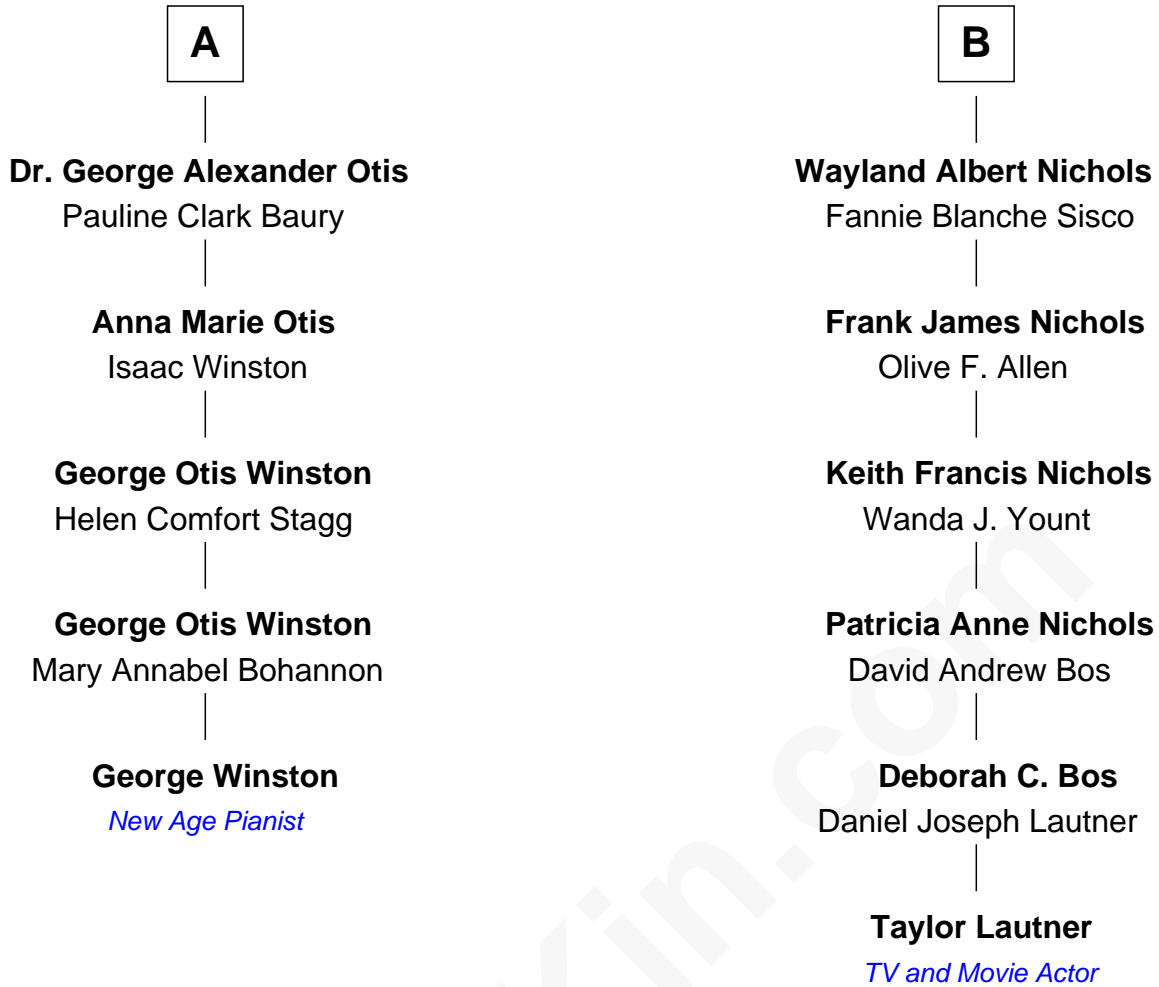 A
Dr. George Alexander Otis
Pauline Clark Baury
Anna Marie Otis
Isaac Winston
George Otis Winston
Helen Comfort Stagg
George Otis Winston
Mary Annabel Bohannon
George Winston
New Age Pianist
B
Wayland Albert Nichols
Fannie Blanche Sisco
Frank James Nichols
Olive F. Allen
Keith Francis Nichols
Wanda J. Yount
Patricia Anne Nichols
David Andrew Bos
Deborah C. Bos
Daniel Joseph Lautner
Taylor Lautner
TV and Movie Actor
Kin.com